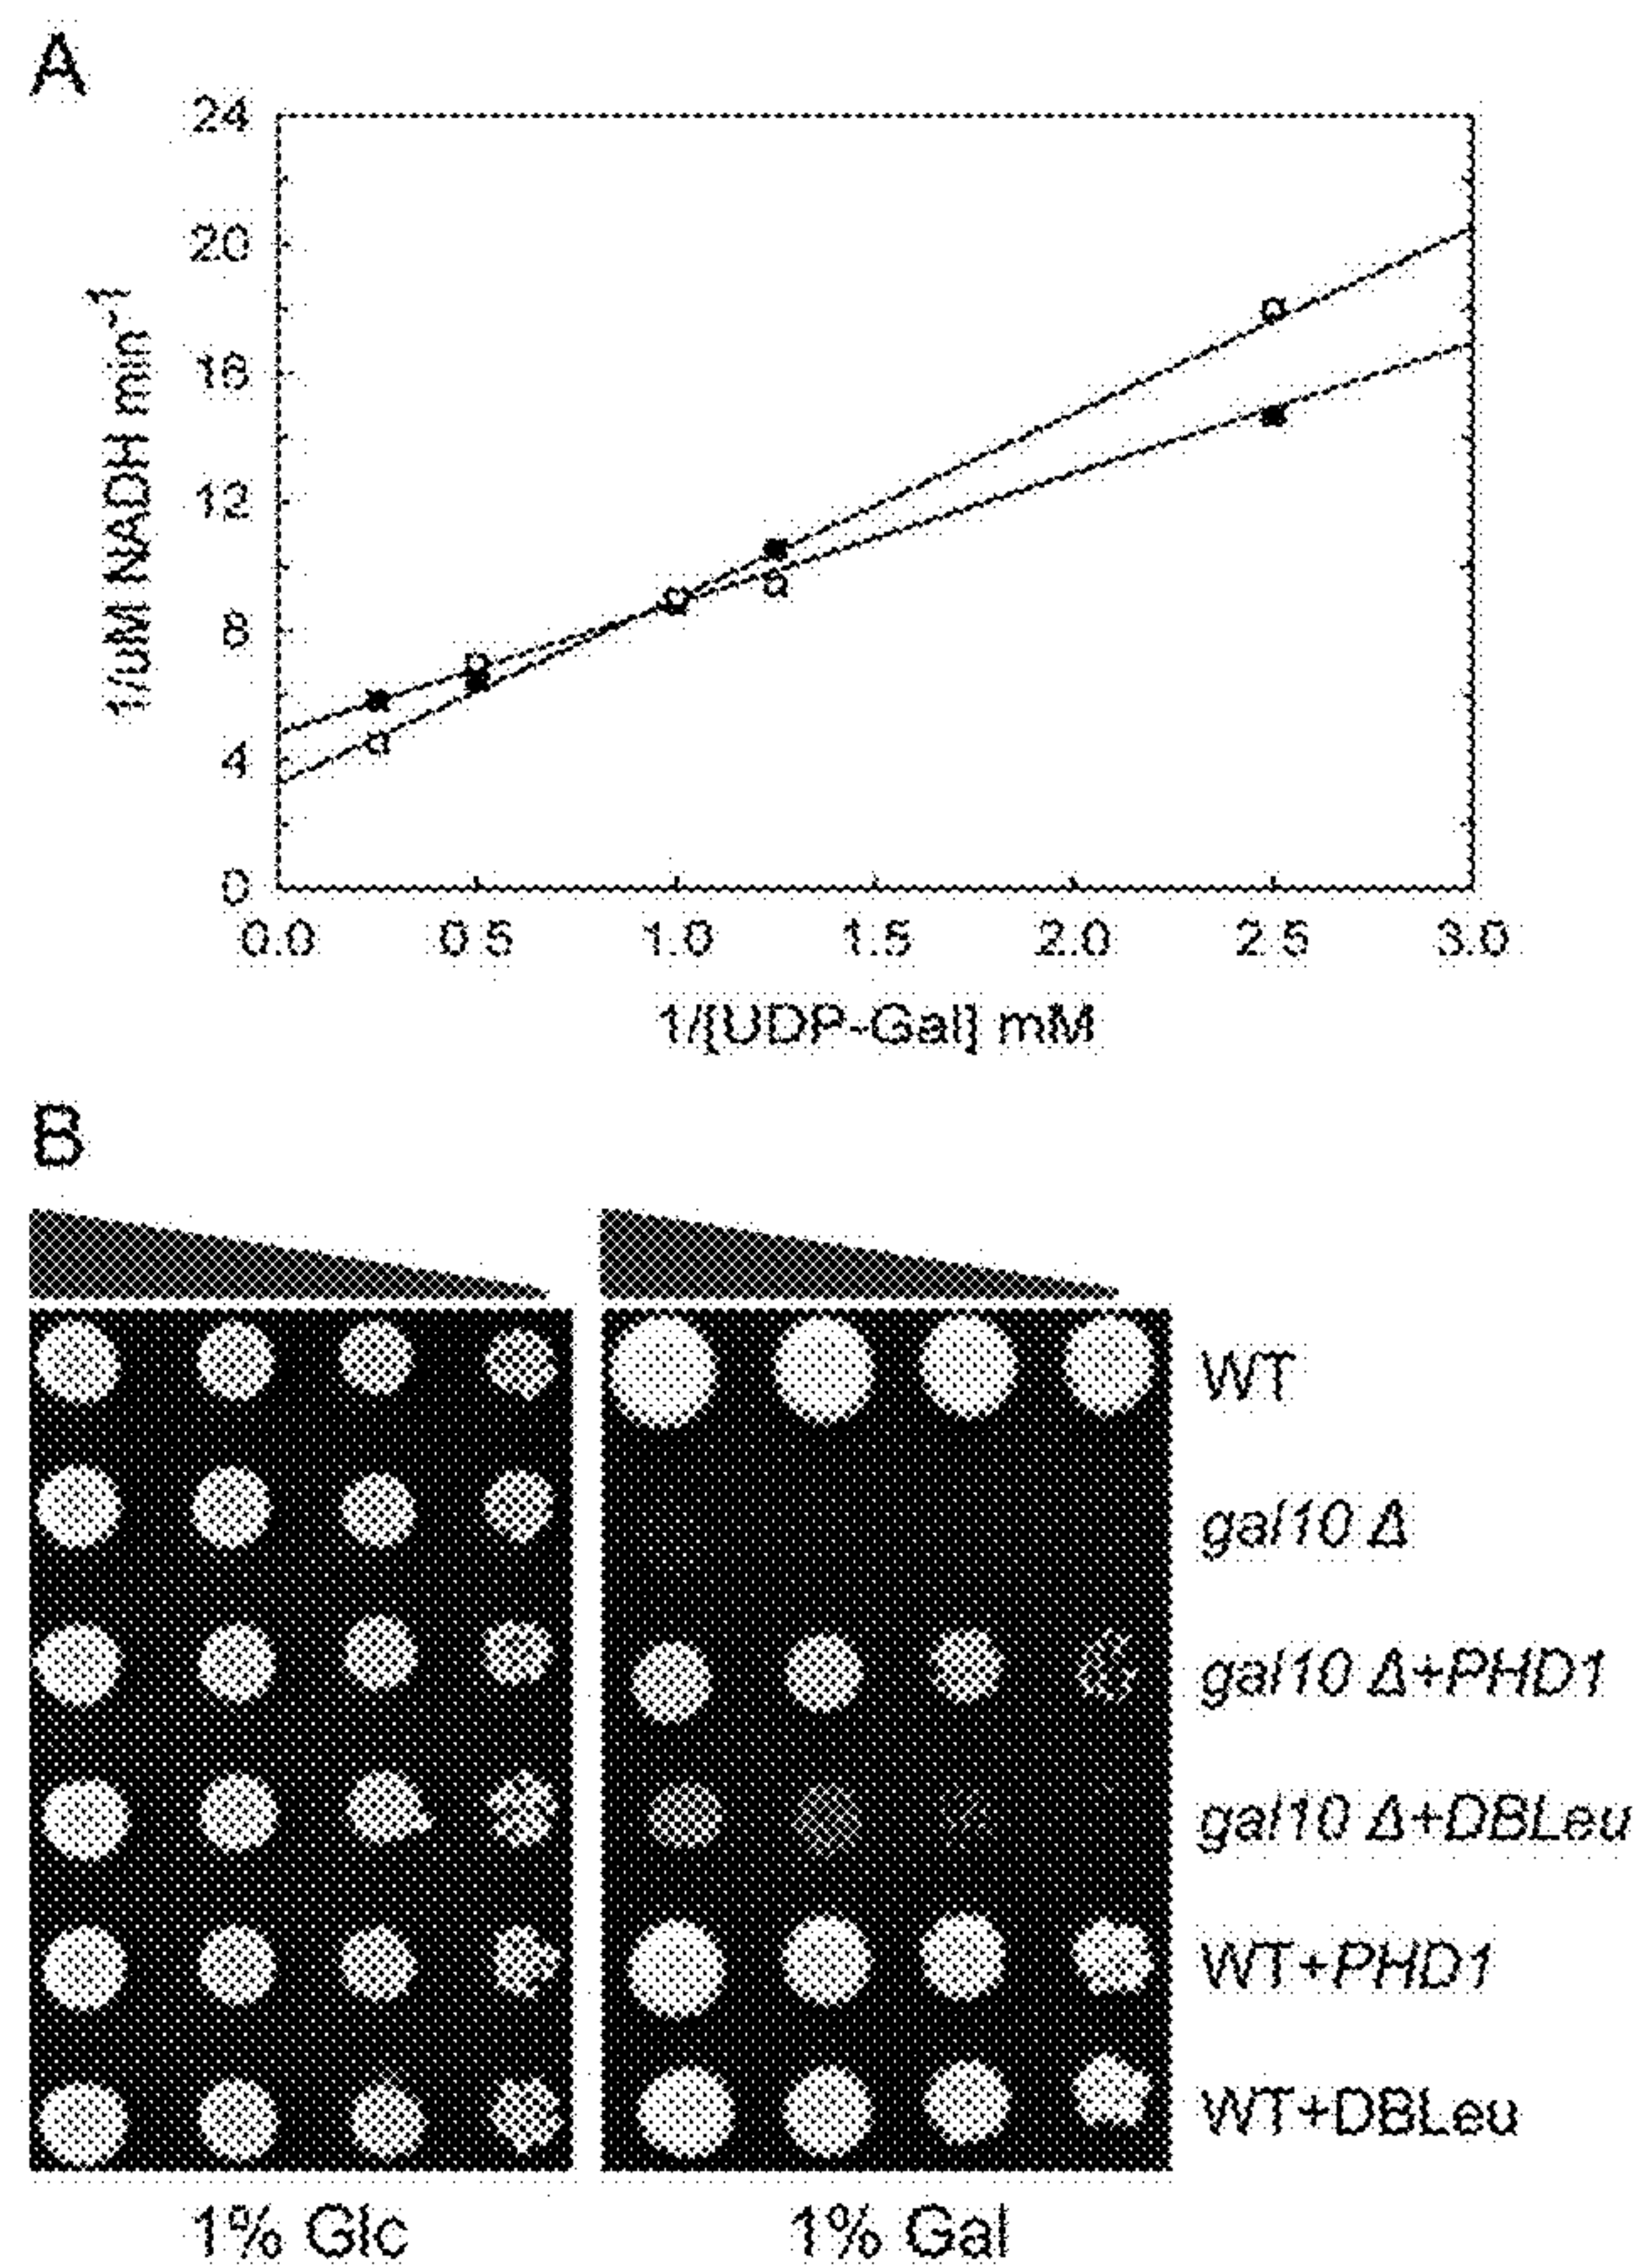 A
24
20
16
12
8
4
0
1/uM NADH min⁻¹
0.0 0.5 1.0 1.5 2.0 2.5 3.0
1/[UDP-Gal] mM
B
WT
gal10 Δ
gal10 Δ+PHD1
gal10 Δ+DBLeu
WT+PHD1
WT+DBLeu
1% Glc 1% Gal